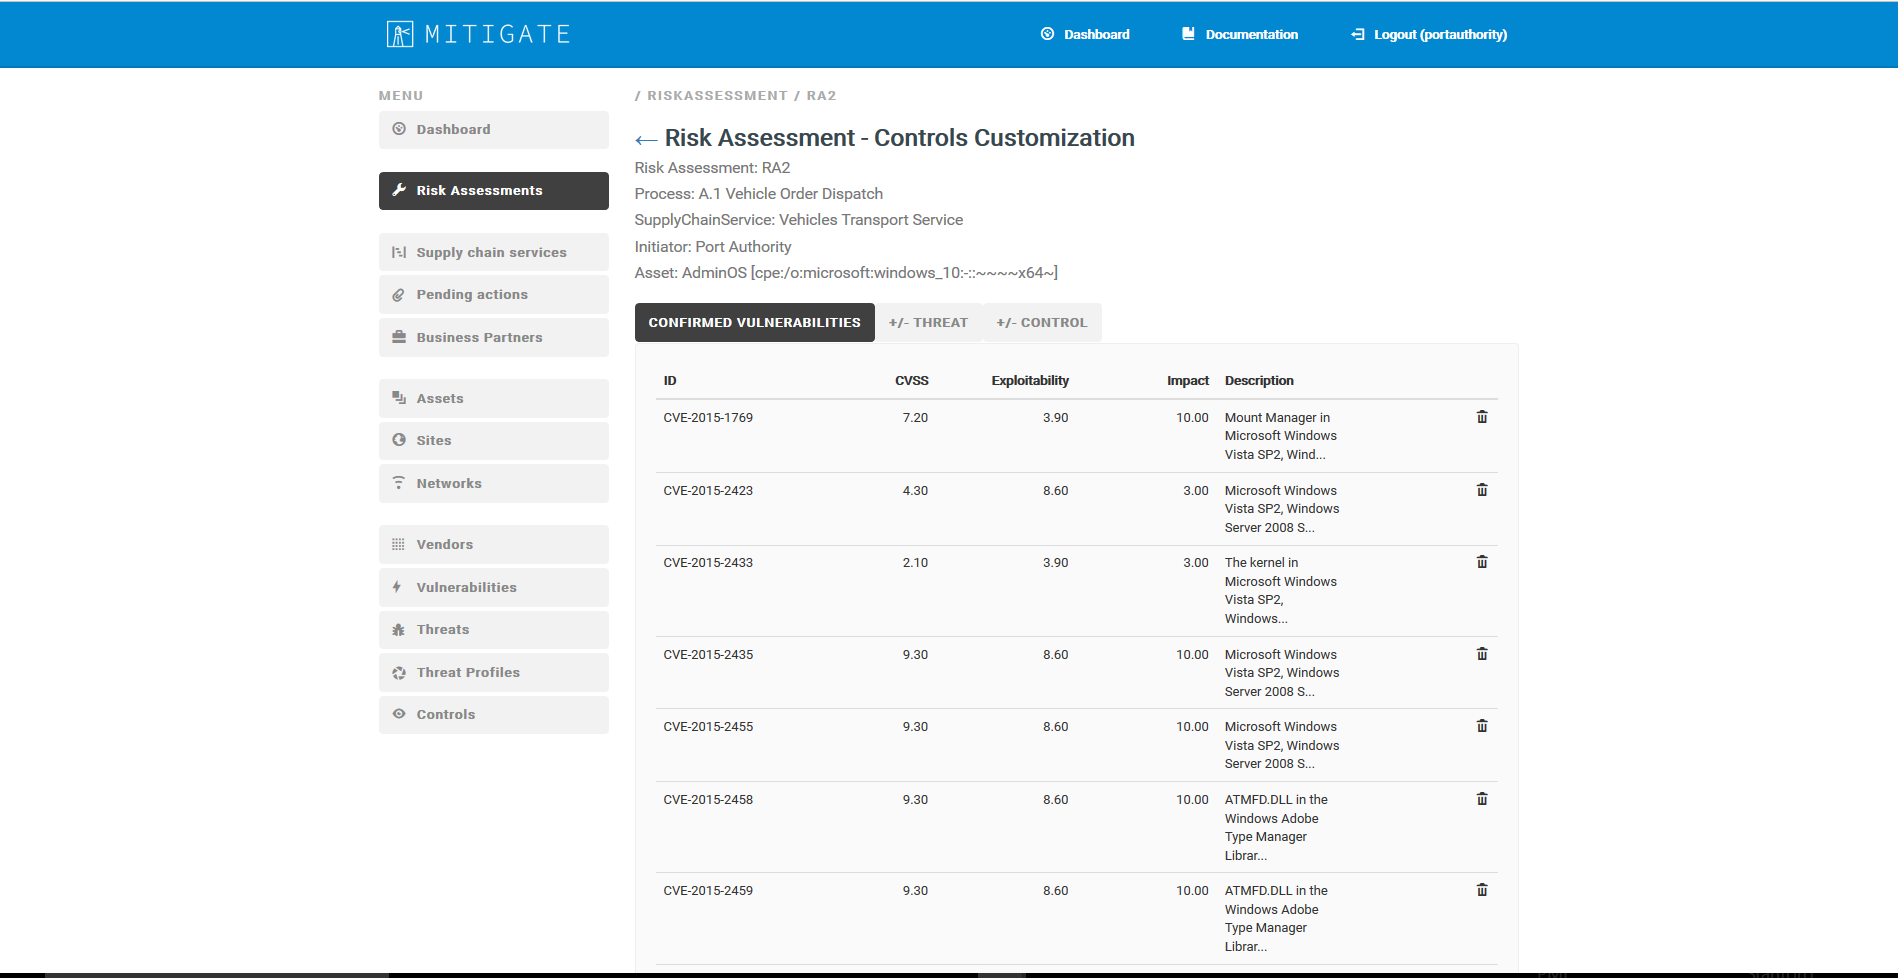 MITIGATE
Dashboard
Documentation
Logout (portauthority)
MENU
Dashboard
Risk Assessments
Supply chain services
Pending actions
Business Partners
Assets
Sites
Networks
Vendors
Vulnerabilities
Threats
Threat Profiles
Controls
/ RISKASSESSMENT / RA2
← Risk Assessment - Controls Customization
Risk Assessment: RA2
Process: A.1 Vehicle Order Dispatch
SupplyChainService: Vehicles Transport Service
Initiator: Port Authority
Asset: AdminOS [cpe:/o:microsoft:windows_10:-::~~~~x64~]
CONFIRMED VULNERABILITIES +/- THREAT +/- CONTROL
ID CVSS Exploitability Impact Description
CVE-2015-1769 7.20 3.90 10.00 Mount Manager in
Microsoft Windows
Vista SP2, Wind...
CVE-2015-2423 4.30 8.60 3.00 Microsoft Windows
Vista SP2, Windows
Server 2008 S...
CVE-2015-2433 2.10 3.90 3.00 The kernel in
Microsoft Windows
Vista SP2,
Windows...
CVE-2015-2435 9.30 8.60 10.00 Microsoft Windows
Vista SP2, Windows
Server 2008 S...
CVE-2015-2455 9.30 8.60 10.00 Microsoft Windows
Vista SP2, Windows
Server 2008 S...
CVE-2015-2458 9.30 8.60 10.00 ATMFD.DLL in the
Windows Adobe
Type Manager
Librar...
CVE-2015-2459 9.30 8.60 10.00 ATMFD.DLL in the
Windows Adobe
Type Manager
Librar...